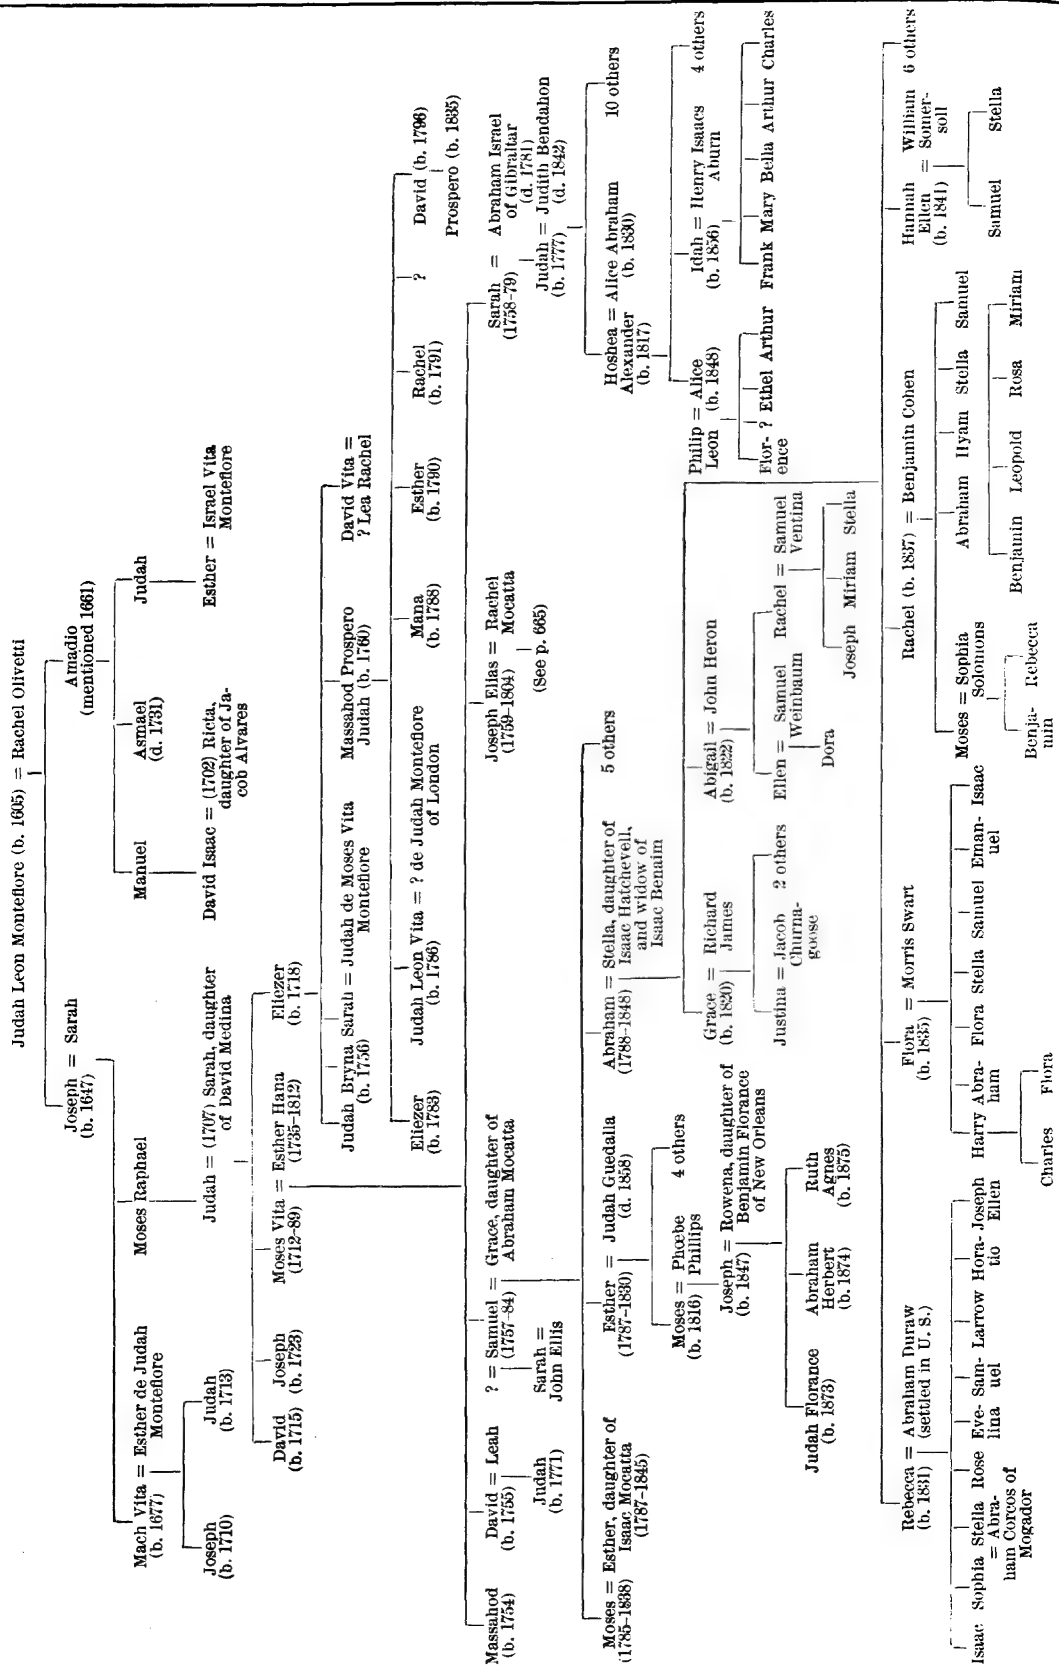 Judah Leon Montefiore (b. 1605) = Rachel Olivetti
Joseph = Sarah
(b. 1647)
Amadio
(mentioned 1661)
Mach Vita = Esther de Judah
(b. 1677) Montefiore
Moses Raphael
Manuel
Asmael
(d. 1731)
Judah
Joseph
(b. 1710)
Judah
(b. 1713)
Judah = (1707) Sarah, daughter
of David Medina
David Isaac = (1702) Ricta,
daughter of Ja-
cob Alvares
Esther = Israel Vita
Montefiore
David
(b. 1715)
Joseph
(b. 1723)
Moses Vita = Esther Hana
(1712-89) (1735-1812)
Eliezer
(b. 1718)
Judah Bryna
Sarah = Judah de Moses Vita
(b. 1756) Montefiore
Massahod Prospero
Judah (b. 1760)
David Vita =
? Lea Rachel
Eliezer
(b. 1783)
Judah Leon Vita = ? de Judah Montefiore
(b. 1786) of London
Mana
(b. 1788)
Esther
(b. 1790)
Rachel
(b. 1791)
?
David (b. 1796)
Prospero (b. 1835)
Massahod
(b. 1754)
David = Leah
(b. 1755)
Judah
(b. 1771)
? = Samuel = Grace, daughter of
(1757-84) Abraham Mocatta
Sarah =
John Ellis
Joseph Elias = Rachel
(1759-1804) Mocatta
(See p. 665)
Sarah = Abraham Israel
(1758-79) of Gibraltar
(d. 1781)
Judah = Judith Bendahon
(b. 1777) (d. 1842)
Moses = Esther, daughter of
(1785-1838) Isaac Mocatta
(1787-1845)
Esther = Judah Guedalla
(1787-1830) (d. 1858)
Abraham = Stella, daughter of
(1788-1848) Isaac Hatchevell,
and widow of
Isaac Benaim
5 others
Hoshea = Alice Abraham
Alexander (b. 1830)
(b. 1817)
10 others
Moses = Phœbe
(b. 1816) Phillips
4 others
Grace = Richard
(b. 1820) James
Abigail = John Heron
(b. 1822)
Philip = Alice
Leon (b. 1848)
Idah = Henry Isaacs
(b. 1856) Aburn
4 others
Joseph = Rowena, daughter of
(b. 1847) Benjamin Florance
of New Orleans
Justina = Jacob
Churna-
goose
2 others
Ellen = Samuel
Weinbaum
Rachel = Samuel
Ventina
Flor-
ence
? Ethel Arthur
Frank Mary Bella Arthur Charles
Judah Florance
(b. 1873)
Abraham
Herbert
(b. 1874)
Ruth
Agnes
(b. 1875)
Dora
Joseph Miriam Stella
Rebecca = Abraham Duraw
(b. 1831) (settled in U. S.)
Flora = Morris Swart
(b. 1835)
Rachel (b. 1837) = Benjamin Cohen
Hannah = William
Ellen Somer-
(b. 1841) soll
6 others
Isaac Sophia Stella Rose Eve- Sam- Larrow Hora- Joseph
lina uel tio Ellen
= Abra-
ham Corcos of
Mogador
Harry Abra- Flora Stella Samuel Eman- Isaac
ham uel
Charles Flora
Moses = Sophia
Solomons
Abraham Hyam Stella Samuel
Samuel Stella
Benja-
min
Rebecca
Benjamin Leopold Rosa Miriam